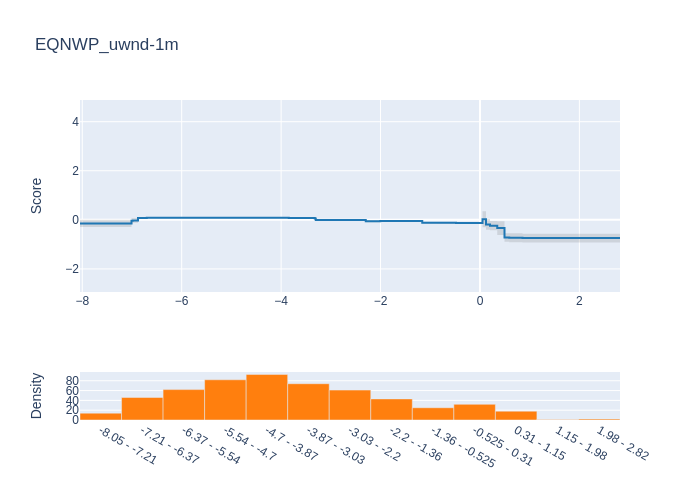 EQNWP_uwnd-1m
Score
4
2
0
−2
−8
−6
−4
−2
0
2
Density
80
60
40
20
0
-8.05 - -7.21
-7.21 - -6.37
-6.37 - -5.54
-5.54 - -4.7
-4.7 - -3.87
-3.87 - -3.03
-3.03 - -2.2
-2.2 - -1.36
-1.36 - -0.525
-0.525 - 0.31
0.31 - 1.15
1.15 - 1.98
1.98 - 2.82